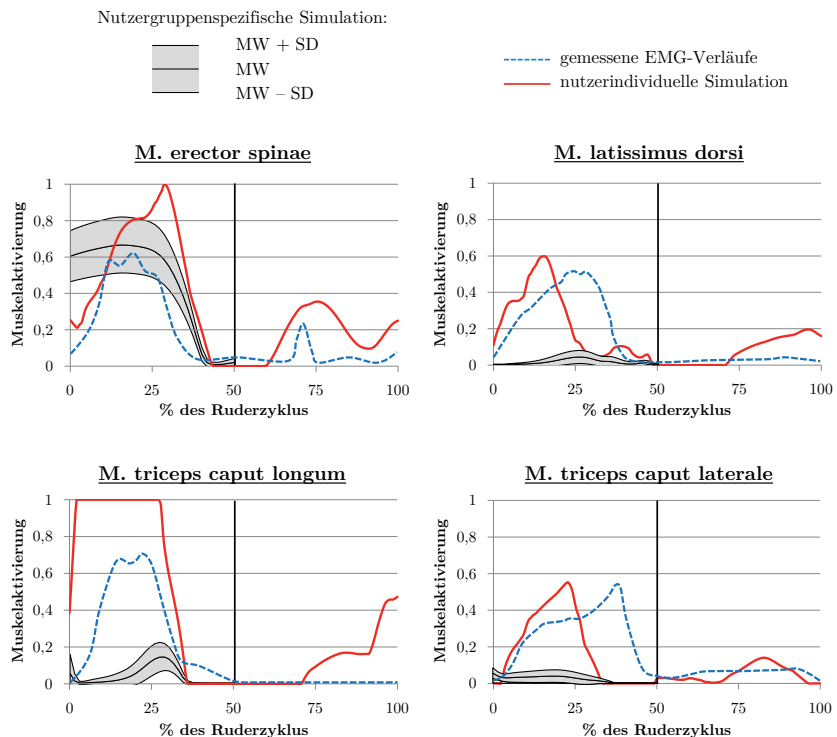 Nutzergruppenspezifische Simulation:
MW + SD
MW
MW – SD
gemessene EMG-Verläufe
nutzerindividuelle Simulation
M. erector spinae
Muskelaktivierung
1
0,8
0,6
0,4
0,2
0
0 25 50 75 100
% des Ruderzyklus
M. latissimus dorsi
Muskelaktivierung
1
0,8
0,6
0,4
0,2
0
0 25 50 75 100
% des Ruderzyklus
M. triceps caput longum
Muskelaktivierung
1
0,8
0,6
0,4
0,2
0
0 25 50 75 100
% des Ruderzyklus
M. triceps caput laterale
Muskelaktivierung
1
0,8
0,6
0,4
0,2
0
0 25 50 75 100
% des Ruderzyklus